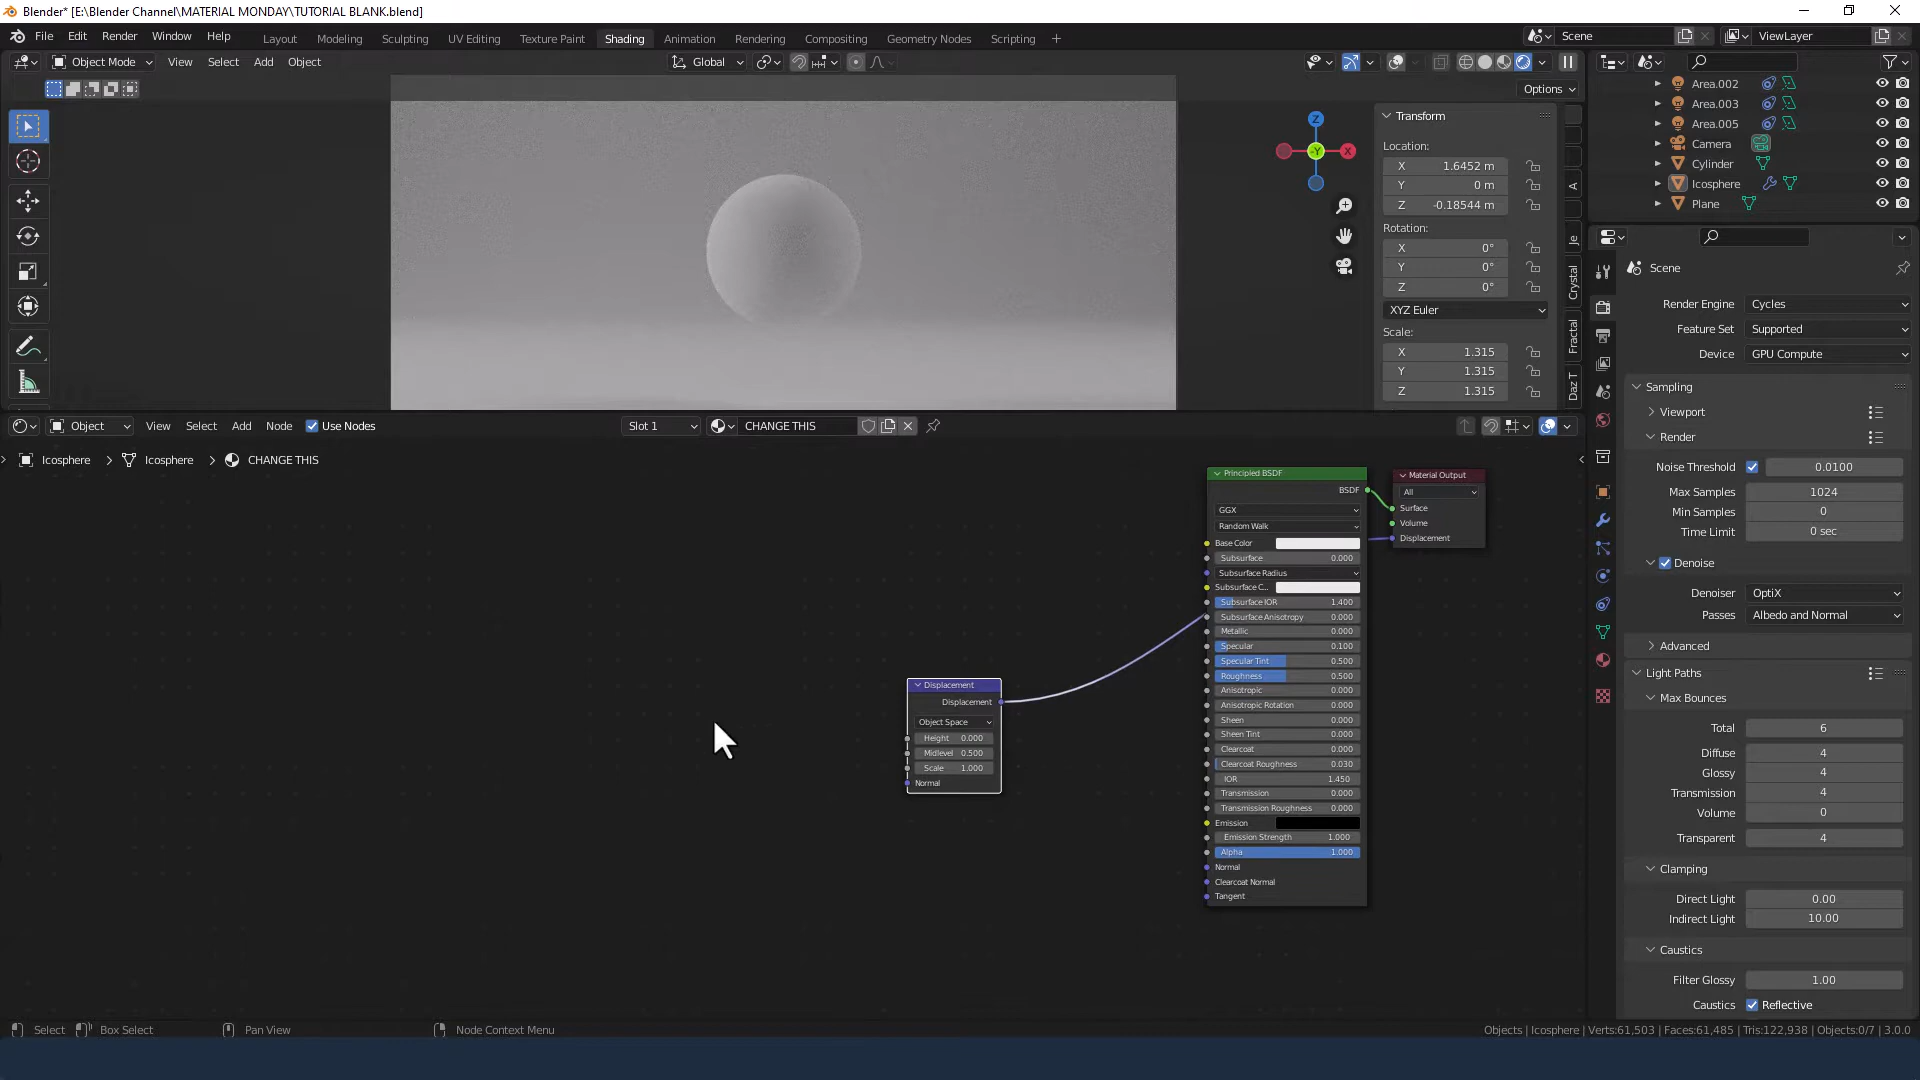 Blender* [E:\Blender Channel\MATERIAL MONDAY\TUTORIAL BLANK.blend]
File Edit Render Window Help
Layout Modeling Sculpting UV Editing Texture Paint Shading Animation Rendering Compositing Geometry Nodes Scripting +
Scene
ViewLayer
Object Mode View Select Add Object
Global
Options
Z
-Y X
Transform
Location:
X 1.6452 m
Y 0 m
Z -0.18544 m
Rotation:
X 0°
Y 0°
Z 0°
XYZ Euler
Scale:
X 1.315
Y 1.315
Z 1.315
A
Je
Crystal
Fractal
Daz T
Area.002
Area.003
Area.005
Camera
Cylinder
Icosphere
Plane
Scene
Render Engine Cycles
Feature Set Supported
Device GPU Compute
Sampling
Viewport
Render
Noise Threshold 0.0100
Max Samples 1024
Min Samples 0
Time Limit 0 sec
Denoise
Denoiser OptiX
Passes Albedo and Normal
Advanced
Light Paths
Max Bounces
Total 6
Diffuse 4
Glossy 4
Transmission 4
Volume 0
Transparent 4
Clamping
Direct Light 0.00
Indirect Light 10.00
Caustics
Filter Glossy 1.00
Caustics Reflective
Object View Select Add Node Use Nodes
Slot 1
CHANGE THIS
Icosphere > Icosphere > CHANGE THIS
Displacement
Displacement
Object Space
Height 0.000
Midlevel 0.500
Scale 1.000
Normal
Principled BSDF
BSDF
GGX
Random Walk
Base Color
Subsurface 0.000
Subsurface Radius
Subsurface C...
Subsurface IOR 1.400
Subsurface Anisotropy 0.000
Metallic 0.000
Specular 0.100
Specular Tint 0.500
Roughness 0.500
Anisotropic 0.000
Anisotropic Rotation 0.000
Sheen 0.000
Sheen Tint 0.000
Clearcoat 0.000
Clearcoat Roughness 0.030
IOR 1.450
Transmission 0.000
Transmission Roughness 0.000
Emission
Emission Strength 1.000
Alpha 1.000
Normal
Clearcoat Normal
Tangent
Material Output
All
Surface
Volume
Displacement
Select Box Select Pan View Node Context Menu
Objects | Icosphere | Verts:61,503 | Faces:61,485 | Tris:122,938 | Objects:0/7 | 3.0.0